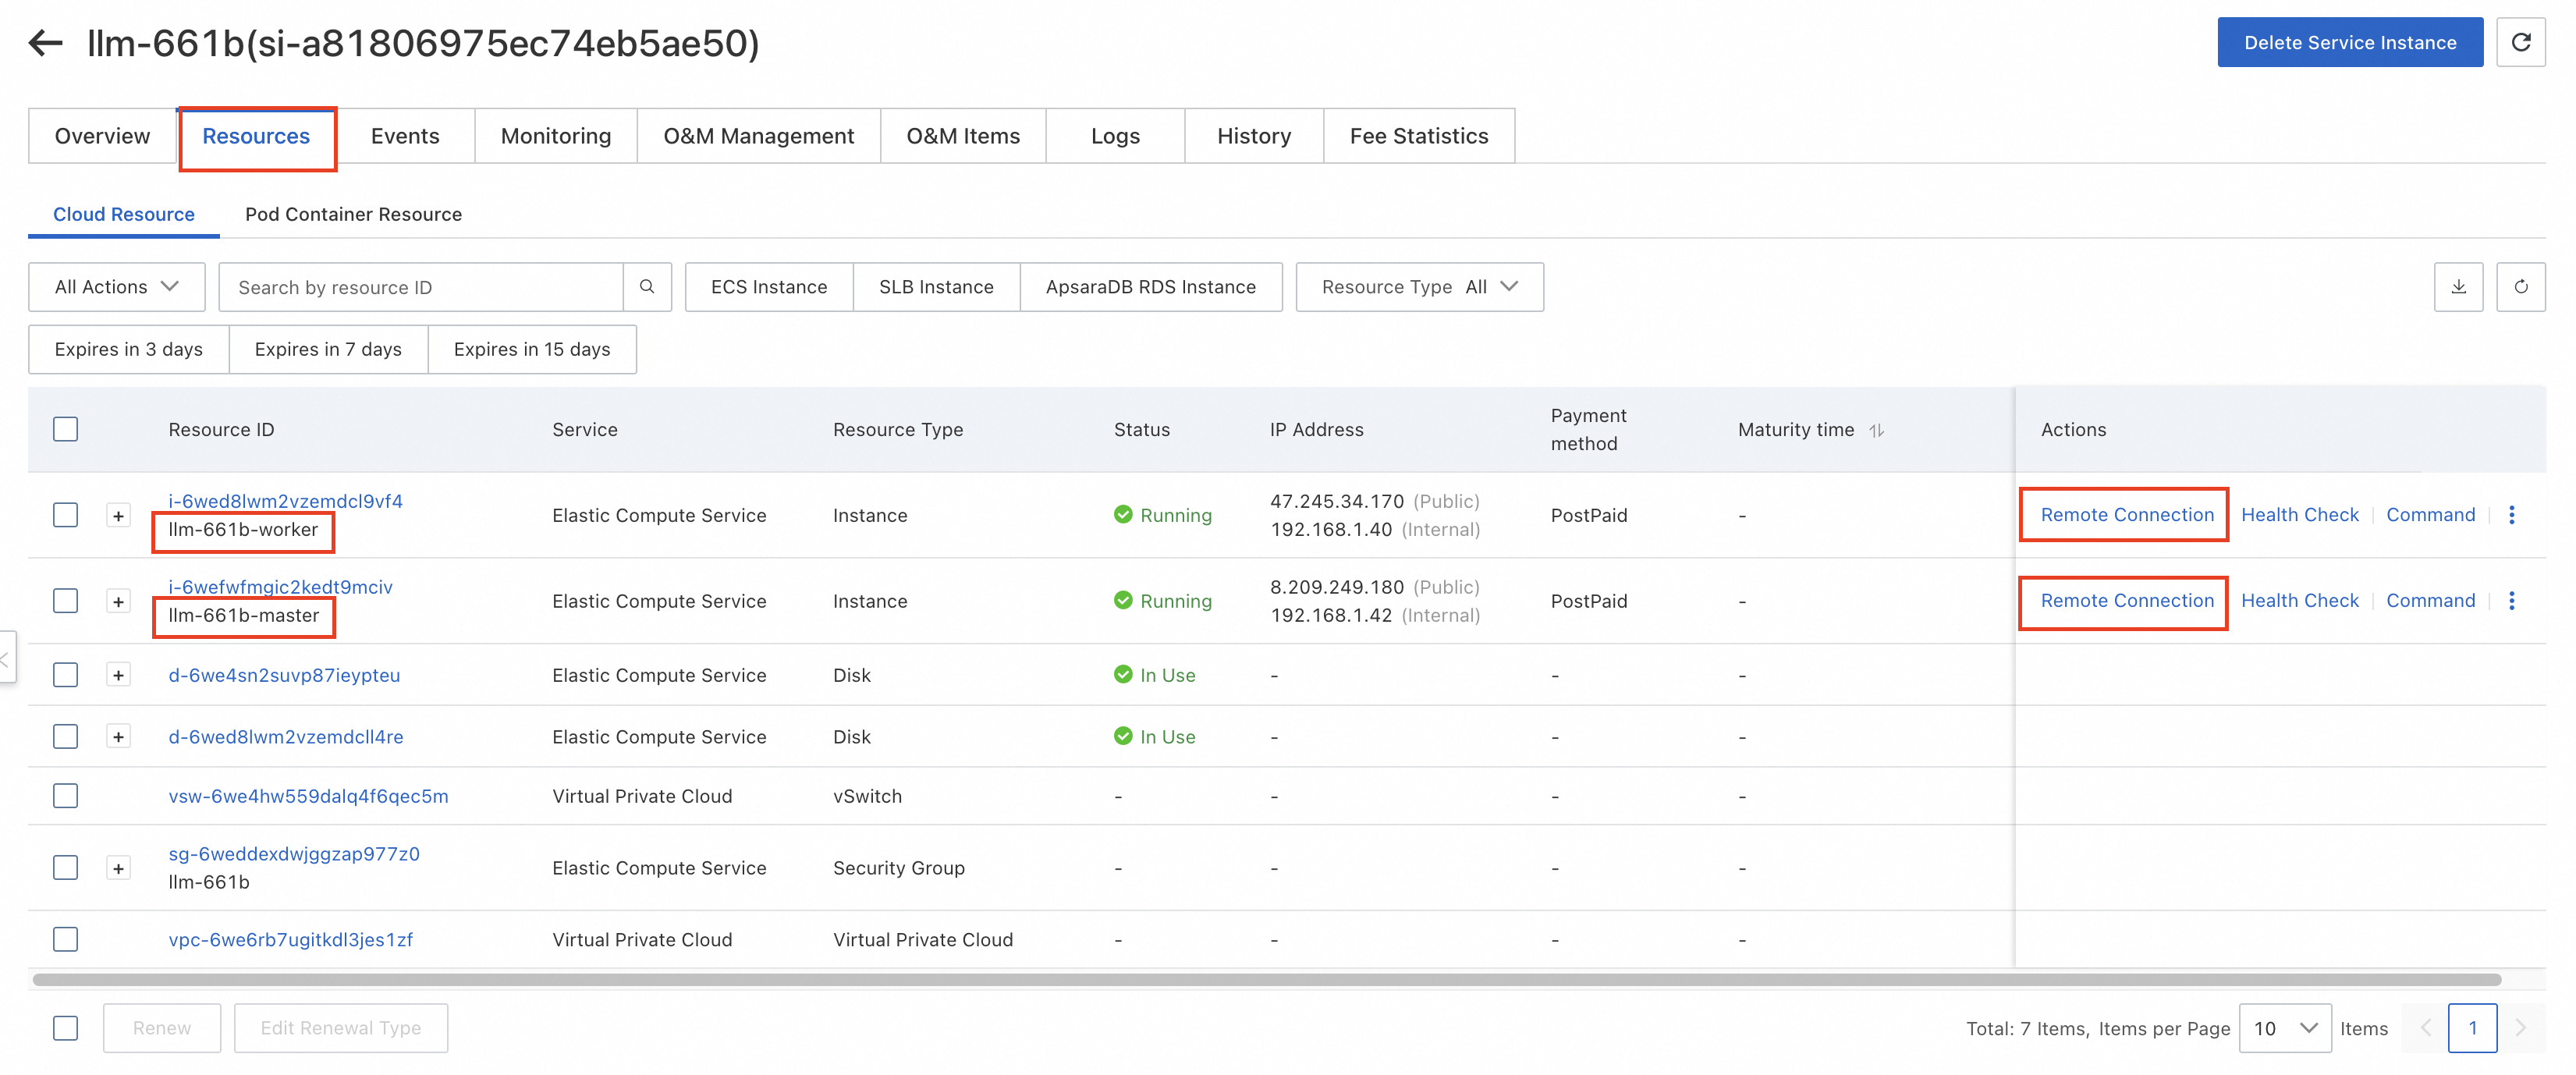 llm-661b(si-a81806975ec74eb5ae50)
Delete Service Instance
Overview Resources Events Monitoring O&M Management O&M Items Logs History Fee Statistics
Cloud Resource Pod Container Resource
All Actions Search by resource ID ECS Instance SLB Instance ApsaraDB RDS Instance Resource Type All
Expires in 3 days Expires in 7 days Expires in 15 days
Resource ID Service Resource Type Status IP Address Payment method Maturity time Actions
i-6wed8lwm2vzemdcl9vf4
llm-661b-worker
Elastic Compute Service Instance Running
47.245.34.170 (Public)
192.168.1.40 (Internal)
PostPaid - Remote Connection Health Check Command
i-6wefwfmgic2kedt9mciv
llm-661b-master
Elastic Compute Service Instance Running
8.209.249.180 (Public)
192.168.1.42 (Internal)
PostPaid - Remote Connection Health Check Command
d-6we4sn2suvp87ieypteu Elastic Compute Service Disk In Use - - -
d-6wed8lwm2vzemdcll4re Elastic Compute Service Disk In Use - - -
vsw-6we4hw559dalq4f6qec5m Virtual Private Cloud vSwitch - - - -
sg-6weddexdwjggzap977z0
llm-661b
Elastic Compute Service Security Group - - - -
vpc-6we6rb7ugitkdl3jes1zf Virtual Private Cloud Virtual Private Cloud - - - -
Renew Edit Renewal Type Total: 7 Items, Items per Page 10 Items 1